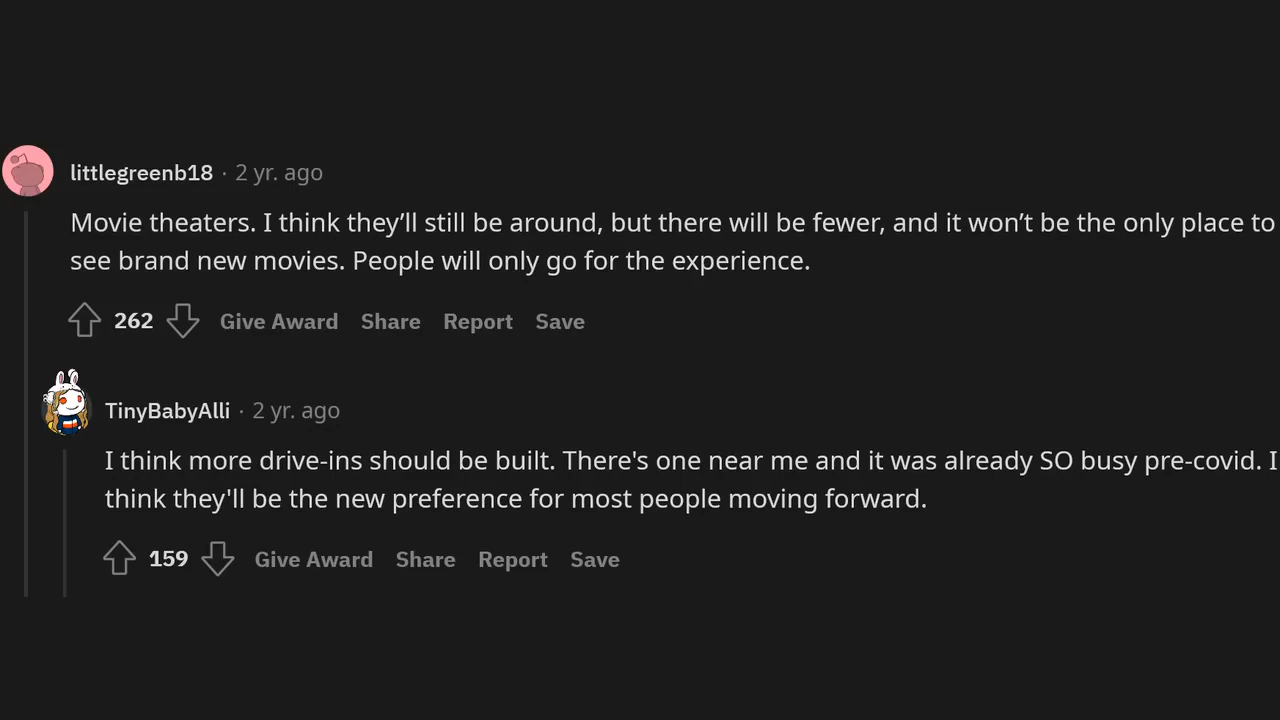 littlegreenb18 · 2 yr. ago
Movie theaters. I think they’ll still be around, but there will be fewer, and it won’t be the only place to
see brand new movies. People will only go for the experience.
262 Give Award Share Report Save
TinyBabyAlli · 2 yr. ago
I think more drive-ins should be built. There's one near me and it was already SO busy pre-covid. I
think they'll be the new preference for most people moving forward.
159 Give Award Share Report Save